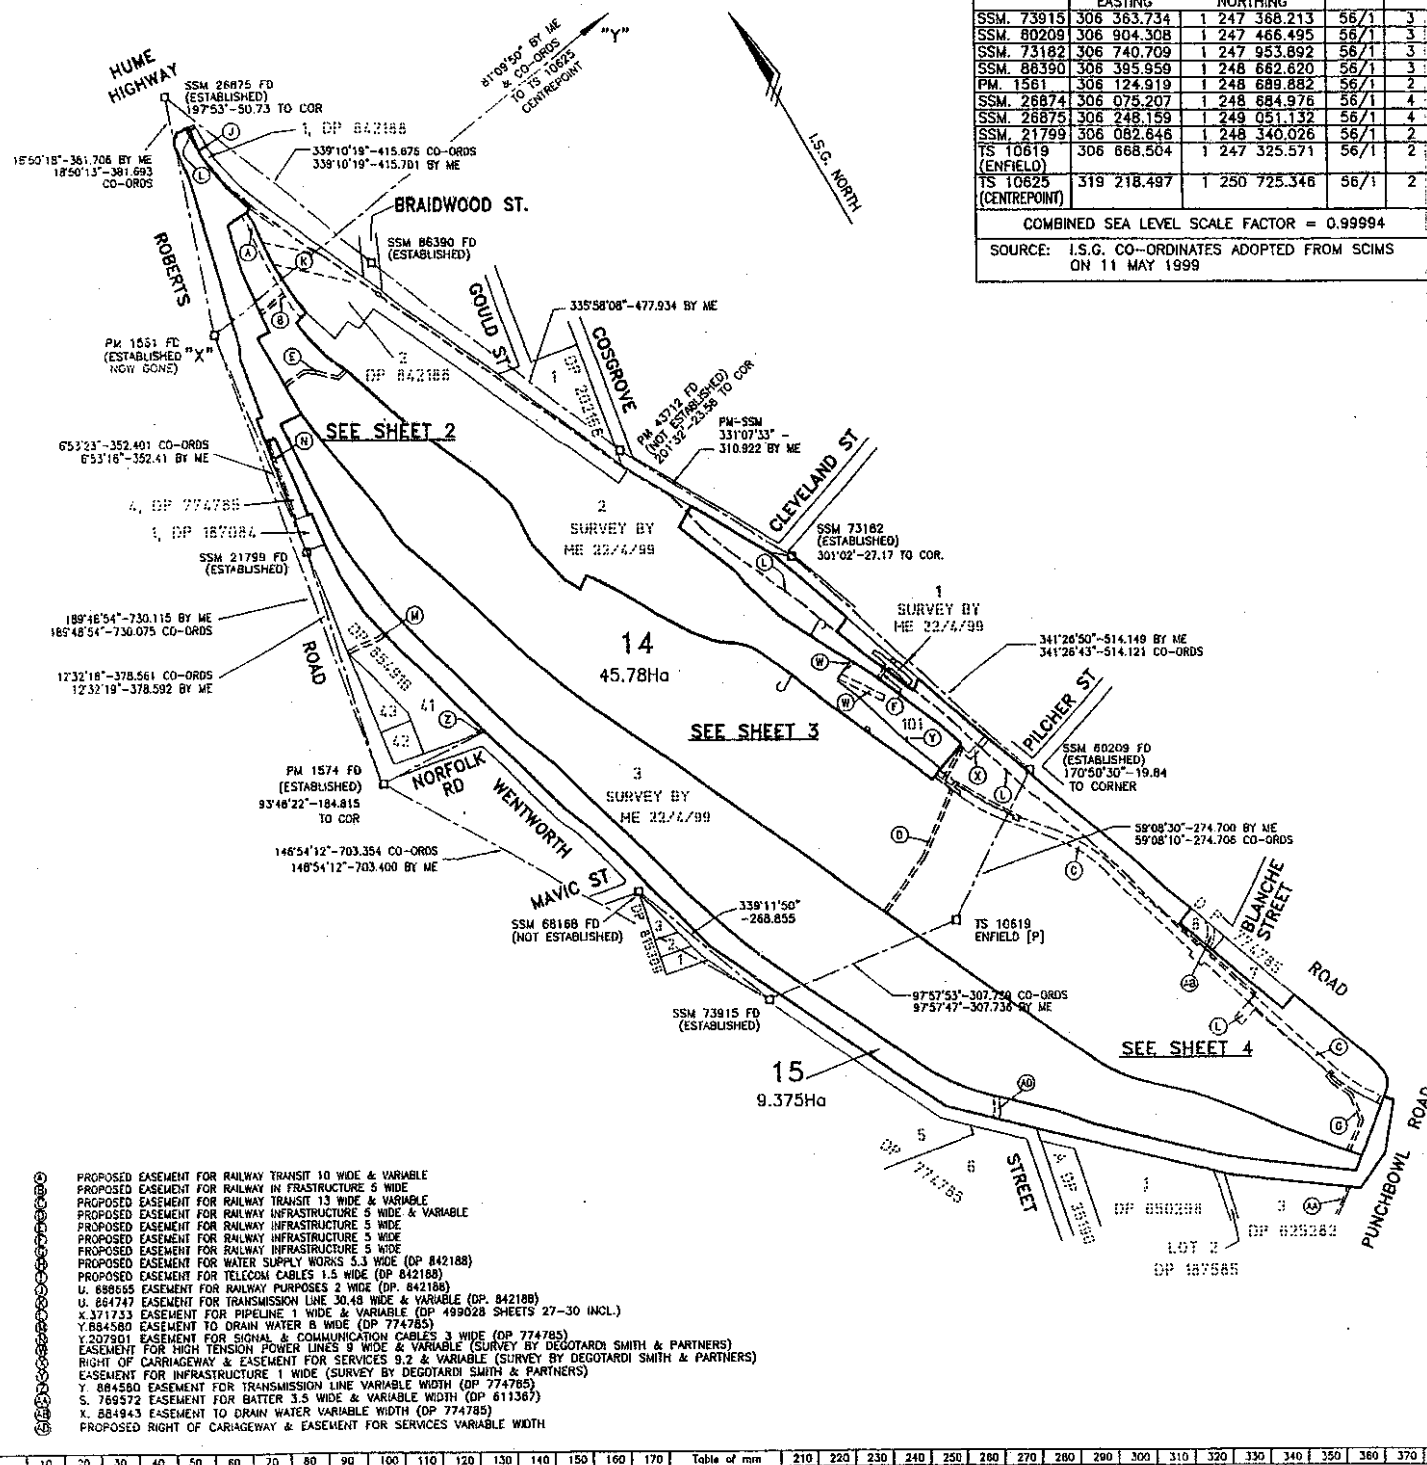 EASTING NORTHING
SSM. 73915 306 363.734 1 247 368.213 56/1 3
SSM. 80209 306 904.308 1 247 466.495 56/1 3
SSM. 73182 306 740.709 1 247 953.892 56/1 3
SSM. 86390 306 395.959 1 248 662.620 56/1 3
PM. 1561 306 124.919 1 248 689.882 56/1 2
SSM. 26874 306 075.207 1 248 684.976 56/1 4
SSM. 26875 306 248.159 1 249 051.132 56/1 4
SSM. 21799 306 082.646 1 248 340.026 56/1 2
TS 10619 306 668.504 1 247 325.571 56/1 2
(ENFIELD)
TS 10625 319 218.497 1 250 725.346 56/1 2
(CENTREPOINT)
COMBINED SEA LEVEL SCALE FACTOR = 0.99994
SOURCE: I.S.G. CO-ORDINATES ADOPTED FROM SCIMS
ON 11 MAY 1999
"Y"
81°09'50" BY ME
& CO-ORDS
TO TS 10625
CENTREPOINT
I.S.G. NORTH
HUME
HIGHWAY
SSM 26875 FD
(ESTABLISHED)
197°53'-50.73 TO COR
J
1, DP 842188
339°10'19"-415.676 CO-ORDS
339°10'19"-415.701 BY ME
18°50'13"-381.693
CO-ORDS
L
BRAIDWOOD ST.
SSM 86390 FD
(ESTABLISHED)
ROBERTS
A
K
B
E
GOULD ST
335°58'08"-477.934 BY ME
COSGROVE
1
DP 202166
PM 1561 FD
(ESTABLISHED
NOW GONE)
"X"
2
DP 842188
SEE SHEET 2
PM 43712 FD
(NOT ESTABLISHED)
201°32'-23.58 TO COR
PM-SSM
331°07'33" -
310.922 BY ME
6°53'23"-352.401 CO-ORDS
6°53'16"-352.41 BY ME
N
4, DP 774785
1, DP 187084
CLEVELAND ST
SSM 73182
(ESTABLISHED)
301°02'-27.17 TO COR.
2
SURVEY BY
ME 22/4/99
SSM 21799 FD
(ESTABLISHED)
L
1
SURVEY BY
ME 22/4/99
189°48'54"-730.115 BY ME
189°48'54"-730.075 CO-ORDS
M
ROAD
14
45.78Ha
341°26'50"-514.149 BY ME
341°26'43"-514.121 CO-ORDS
12°32'18"-378.561 CO-ORDS
12°32'19"-378.592 BY ME
43
41
42
Z
W
W
F
101
Y
SEE SHEET 3
PILCHER ST
SSM 80209 FD
(ESTABLISHED)
170°50'30"-19.84
TO CORNER
X
L
PM 1574 FD
(ESTABLISHED)
93°48'22"-184.815
TO COR
NORFOLK
RD
WENTWORTH
3
SURVEY BY
ME 22/4/99
59°08'30"-274.700 BY ME
59°08'10"-274.706 CO-ORDS
D
C
146°54'12"-703.354 CO-ORDS
146°54'12"-703.400 BY ME
MAVIC ST
SSM 68168 FD
(NOT ESTABLISHED)
3
2
1
339°11'50"
-268.855
TS 10619
ENFIELD [P]
BLANCHE
STREET
DP 774785
ROAD
AB
97°57'53"-307.739 CO-ORDS
97°57'47"-307.736 BY ME
SSM 73915 FD
(ESTABLISHED)
L
C
SEE SHEET 4
15
9.375Ha
AD
G
5
6
DP 774785
STREET
1
DP 650398
LOT 2
DP 187585
3
AA
PUNCHBOWL ROAD
PROPOSED EASEMENT FOR RAILWAY TRANSIT 10 WIDE & VARIABLE
PROPOSED EASEMENT FOR RAILWAY IN FRASTRUCTURE 5 WIDE
PROPOSED EASEMENT FOR RAILWAY TRANSIT 13 WIDE & VARIABLE
PROPOSED EASEMENT FOR RAILWAY INFRASTRUCTURE 5 WIDE & VARIABLE
PROPOSED EASEMENT FOR RAILWAY INFRASTRUCTURE 5 WIDE
PROPOSED EASEMENT FOR RAILWAY INFRASTRUCTURE 5 WIDE
PROPOSED EASEMENT FOR RAILWAY INFRASTRUCTURE 5 WIDE
PROPOSED EASEMENT FOR WATER SUPPLY WORKS 5.3 WIDE (DP 842188)
PROPOSED EASEMENT FOR TELECOM CABLES 1.5 WIDE (DP 842188)
U. 688665 EASEMENT FOR RAILWAY PURPOSES 2 WIDE (DP. 842188)
U. 864747 EASEMENT FOR TRANSMISSION LINE 30.48 WIDE & VARIABLE (DP. 842188)
X.371733 EASEMENT FOR PIPELINE 1 WIDE & VARIABLE (DP 499028 SHEETS 27-30 INCL.)
Y.884580 EASEMENT TO DRAIN WATER 8 WIDE (DP 774785)
Y.207901 EASEMENT FOR SIGNAL & COMMUNICATION CABLES 3 WIDE (DP 774785)
EASEMENT FOR HIGH TENSION POWER LINES 9 WIDE & VARIABLE (SURVEY BY DEGOTARDI SMITH & PARTNERS)
RIGHT OF CARRIAGEWAY & EASEMENT FOR SERVICES 9.2 & VARIABLE (SURVEY BY DEGOTARDI SMITH & PARTNERS)
EASEMENT FOR INFRASTRUCTURE 1 WIDE (SURVEY BY DEGOTARDI SMITH & PARTNERS)
Y. 884580 EASEMENT FOR TRANSMISSION LINE VARIABLE WIDTH (DP 774785)
S. 769572 EASEMENT FOR BATTER 3.5 WIDE & VARIABLE WIDTH (DP 611367)
X. 884943 EASEMENT TO DRAIN WATER VARIABLE WIDTH (DP 774785)
PROPOSED RIGHT OF CARIAGEWAY & EASEMENT FOR SERVICES VARIABLE WIDTH
10 20 30 40 50 60 70 80 90 100 110 120 130 140 150 160 170 Table of mm 210 220 230 240 250 260 270 280 290 300 310 320 330 340 350 360 370